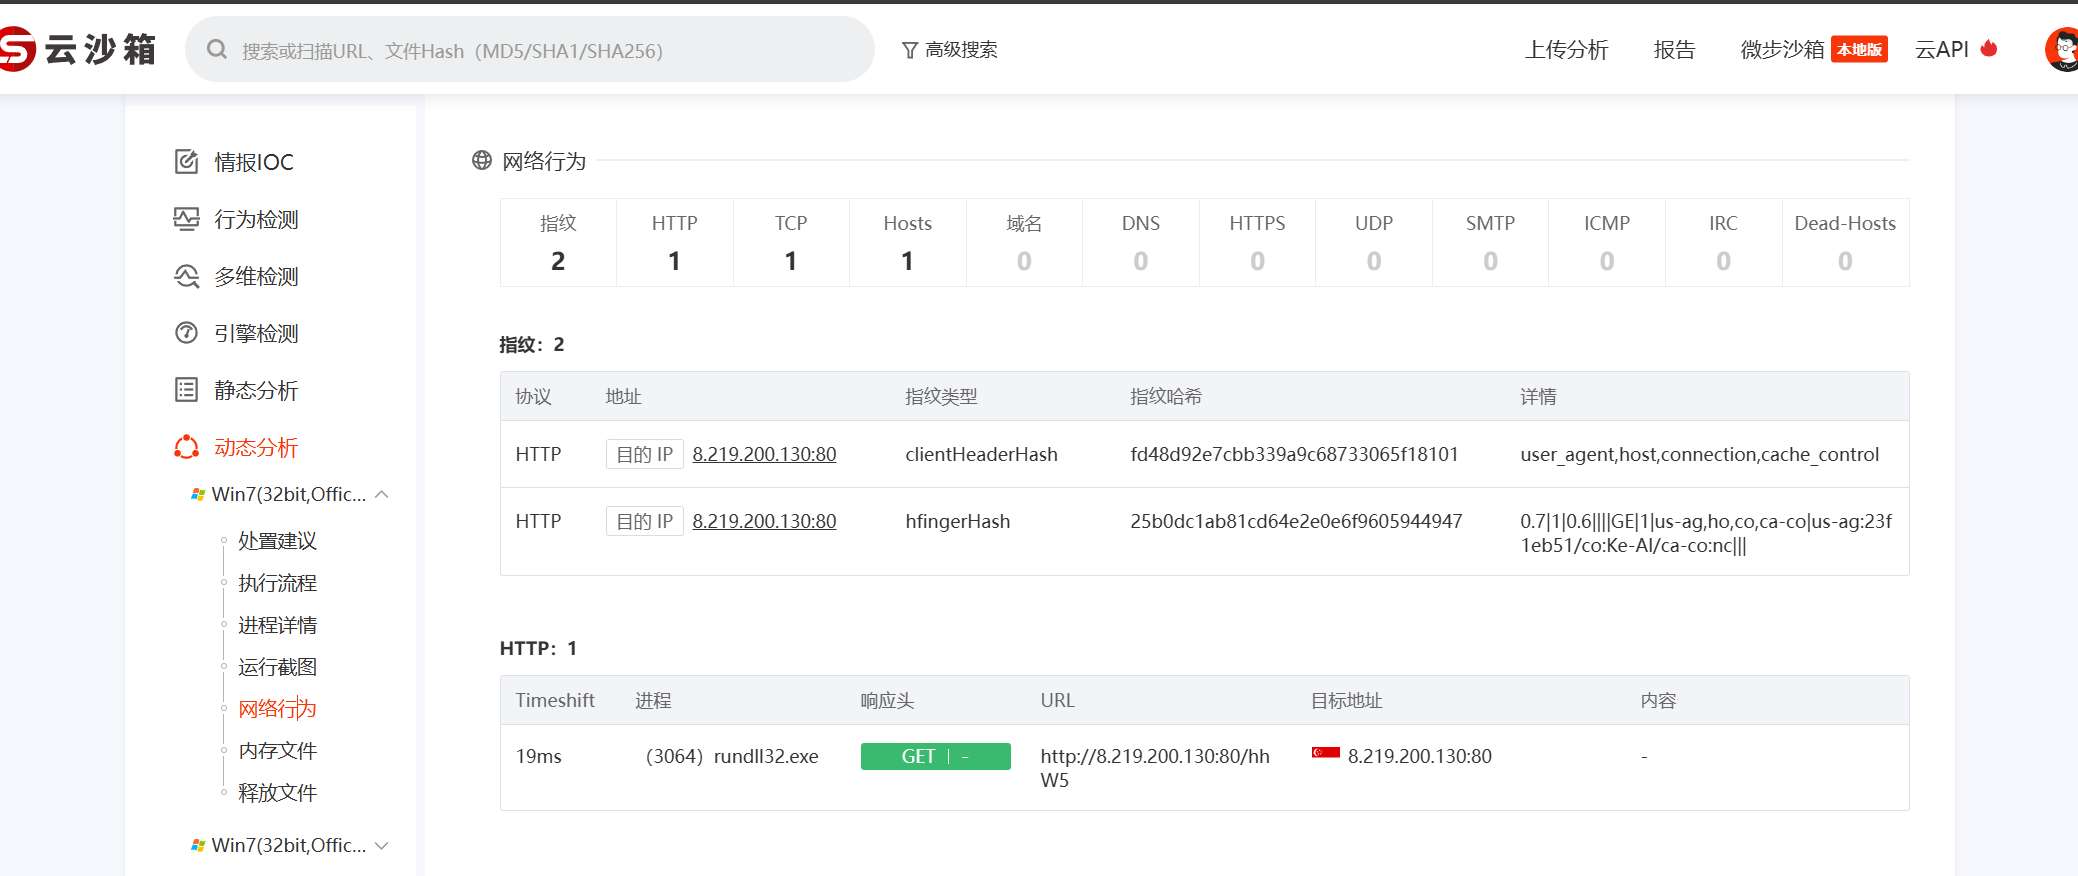 云沙箱
搜索或扫描URL、文件Hash（MD5/SHA1/SHA256）
高级搜索
上传分析
报告
微步沙箱 本地版
云API
情报IOC
行为检测
多维检测
引擎检测
静态分析
动态分析
Win7(32bit,Offic...
处置建议
执行流程
进程详情
运行截图
网络行为
内存文件
释放文件
Win7(32bit,Offic...
网络行为
指纹 HTTP TCP Hosts 域名 DNS HTTPS UDP SMTP ICMP IRC Dead-Hosts
2 1 1 1 0 0 0 0 0 0 0 0
指纹：2
协议 地址 指纹类型 指纹哈希 详情
HTTP 目的 IP 8.219.200.130:80 clientHeaderHash fd48d92e7cbb339a9c68733065f18101 user_agent,host,connection,cache_control
HTTP 目的 IP 8.219.200.130:80 hfingerHash 25b0dc1ab81cd64e2e0e6f9605944947 0.7|1|0.6||||GE|1|us-ag,ho,co,ca-co|us-ag:23f
1eb51/co:Ke-Al/ca-co:nc|||
HTTP：1
Timeshift 进程 响应头 URL 目标地址 内容
19ms （3064）rundll32.exe GET | - http://8.219.200.130:80/hh 8.219.200.130:80 -
W5